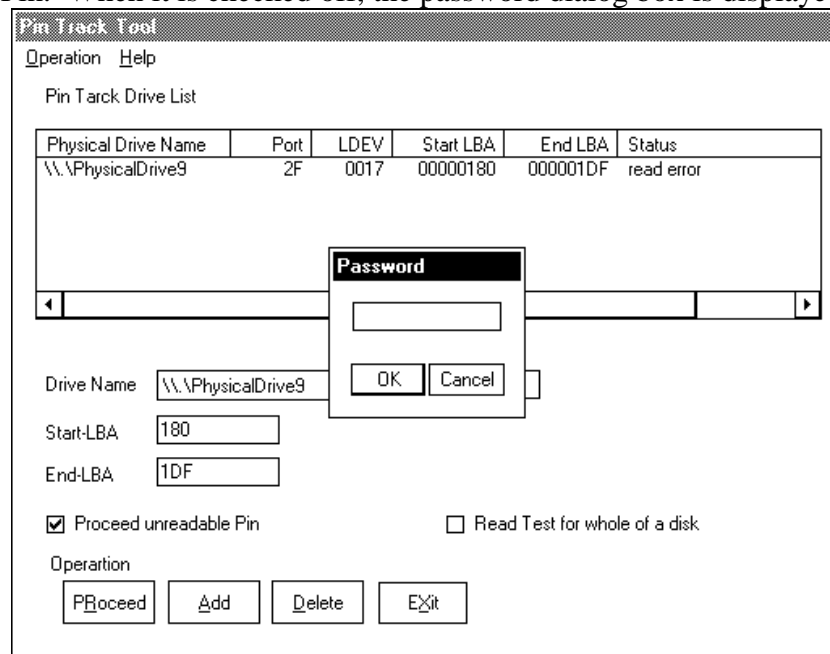 Pin. When it is checked off, the password dialog box is displaye
Pin Track Tool
Operation Help
Pin Tarck Drive List
Physical Drive Name Port LDEV Start LBA End LBA Status
\\.\PhysicalDrive9 2F 0017 00000180 000001DF read error
Password
OK Cancel
Drive Name \\.\PhysicalDrive9
Start-LBA 180
End-LBA 1DF
Proceed unreadable Pin Read Test for whole of a disk
Operartion
PRoceed Add Delete EXit